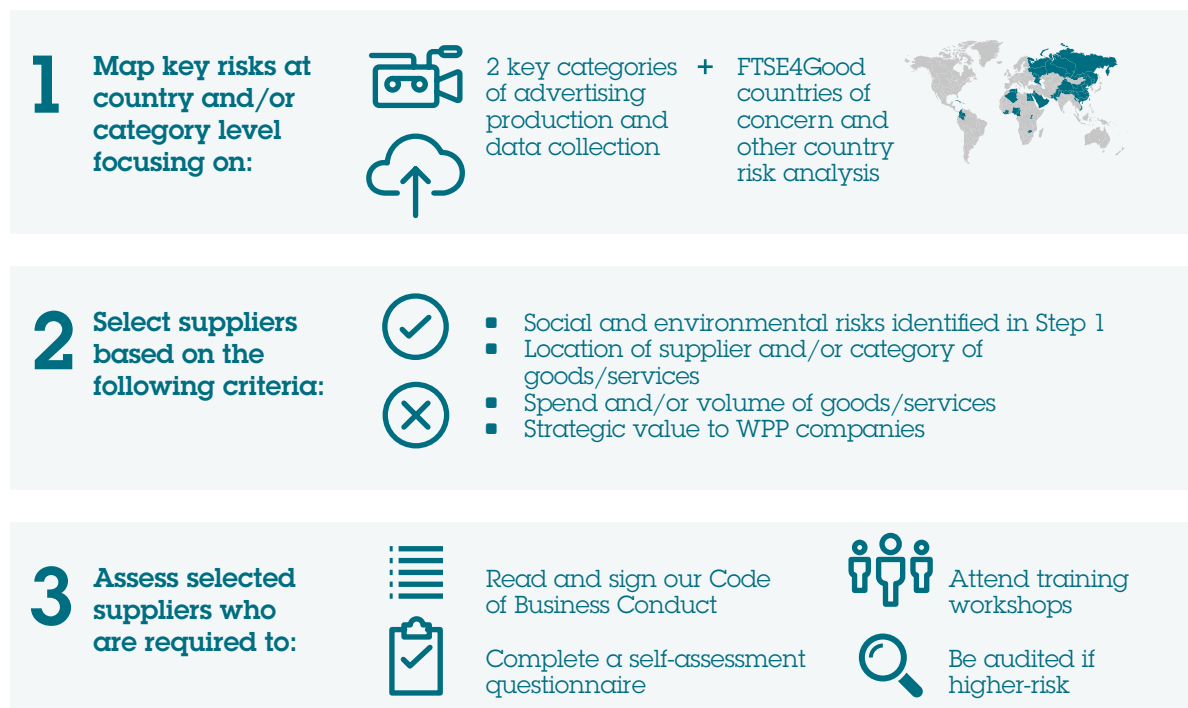 1
Map key risks at
country and/or
category level
focusing on:
2 key categories
of advertising
production and
data collection
+
FTSE4Good
countries of
concern and
other country
risk analysis
2
Select suppliers
based on the
following criteria:
Social and environmental risks identified in Step 1
Location of supplier and/or category of
goods/services
Spend and/or volume of goods/services
Strategic value to WPP companies
3
Assess selected
suppliers who
are required to:
Read and sign our Code
of Business Conduct
Complete a self-assessment
questionnaire
Attend training
workshops
Be audited if
higher-risk